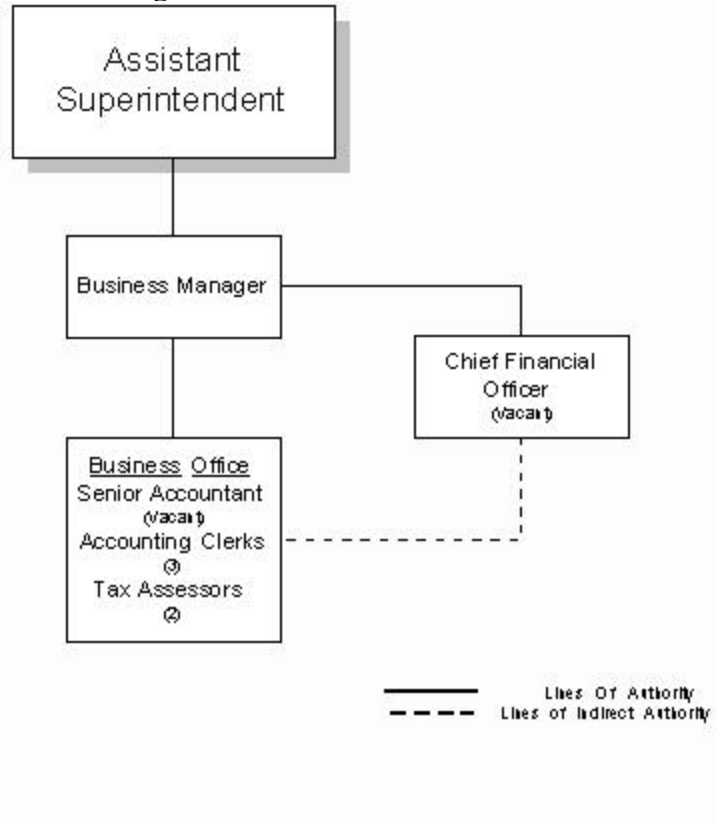 Assistant
Superintendent
Business Manager
Chief Financial
Officer
(Vacant)
Business Office
Senior Accountant
(Vacant)
Accounting Clerks
(3)
Tax Assessors
(2)
Lines Of Authority
Lines of Indirect Authority